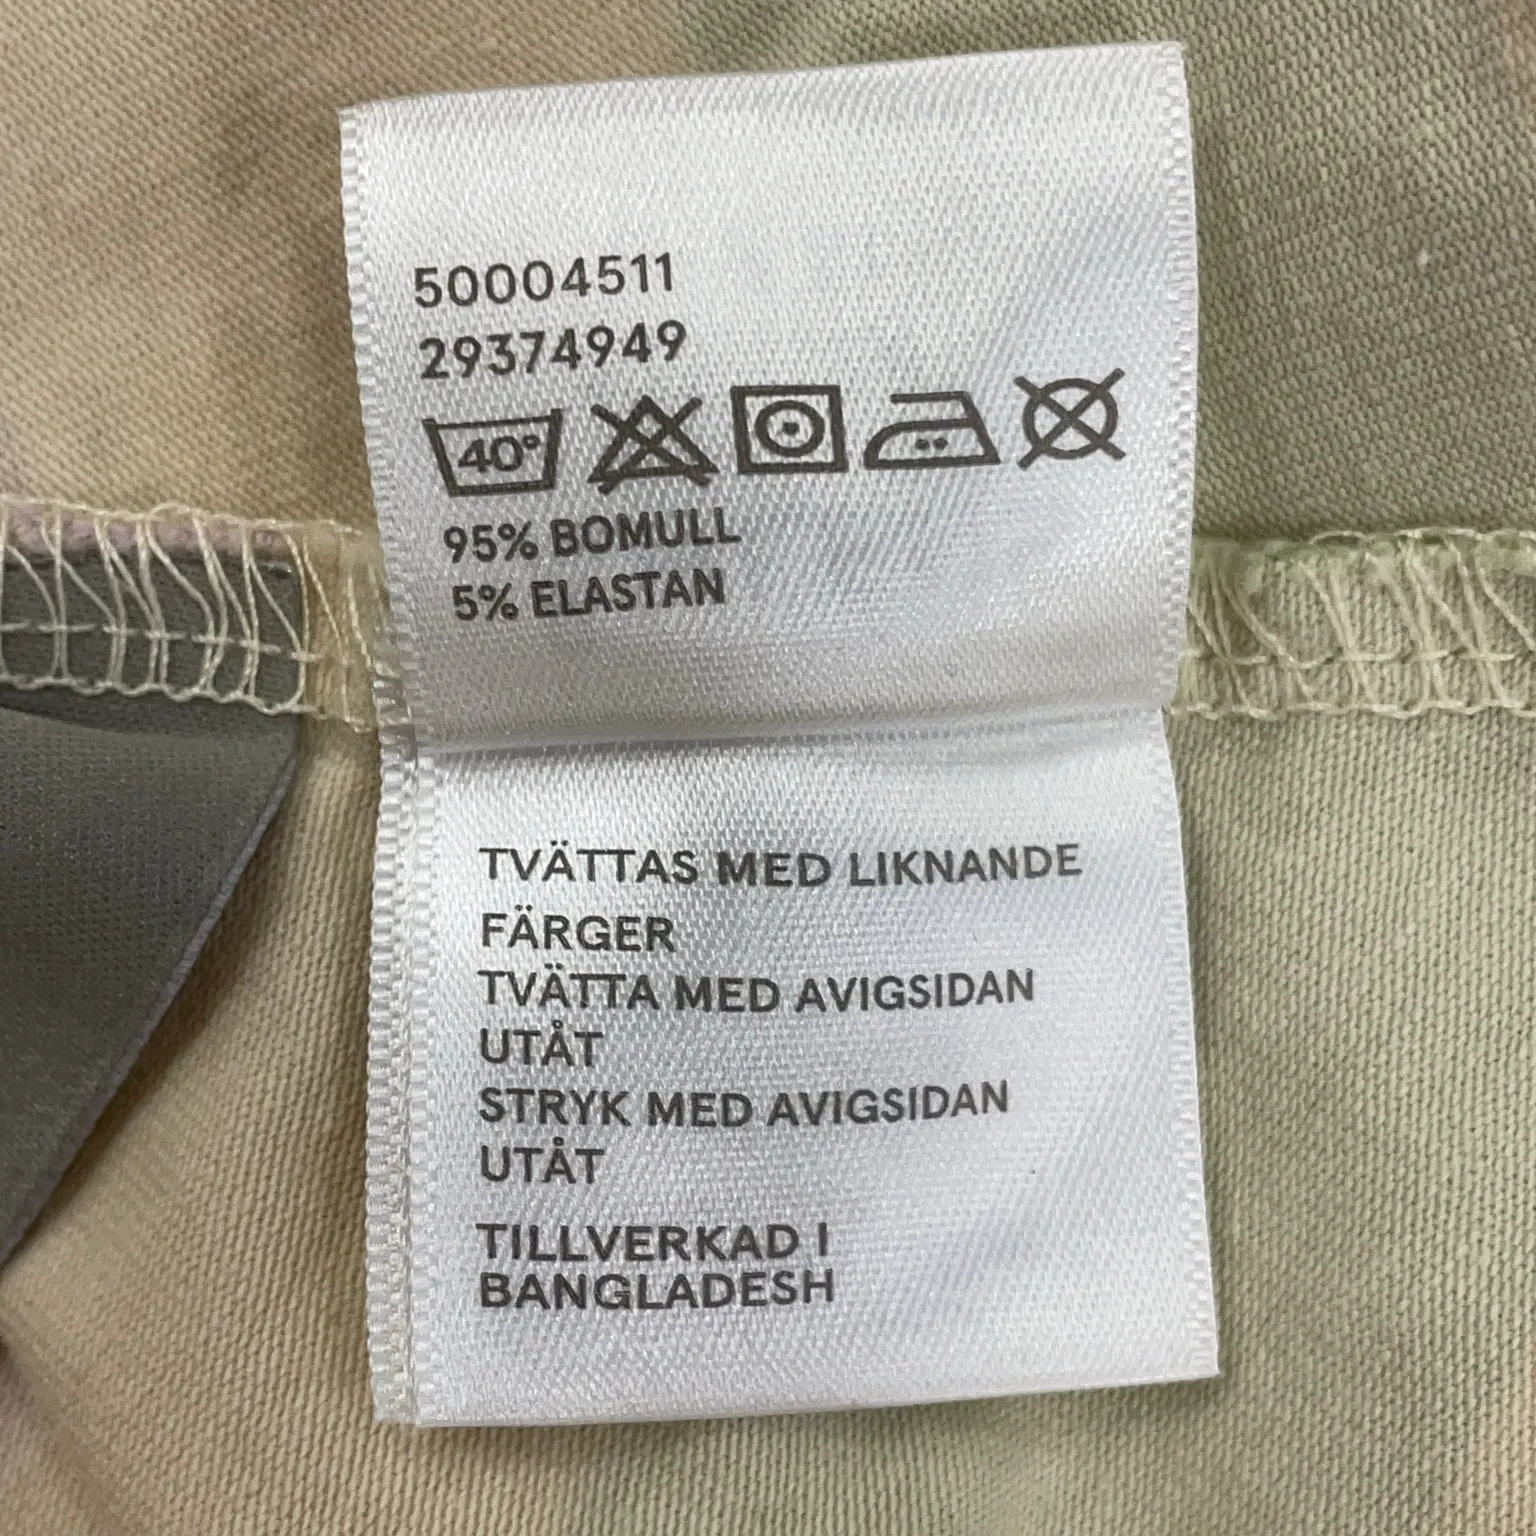 50004511
29374949
40°
95% BOMULL
5% ELASTAN
TVÄTTAS MED LIKNANDE
FÄRGER
TVÄTTA MED AVIGSIDAN
UTÅT
STRYK MED AVIGSIDAN
UTÅT
TILLVERKAD I
BANGLADESH